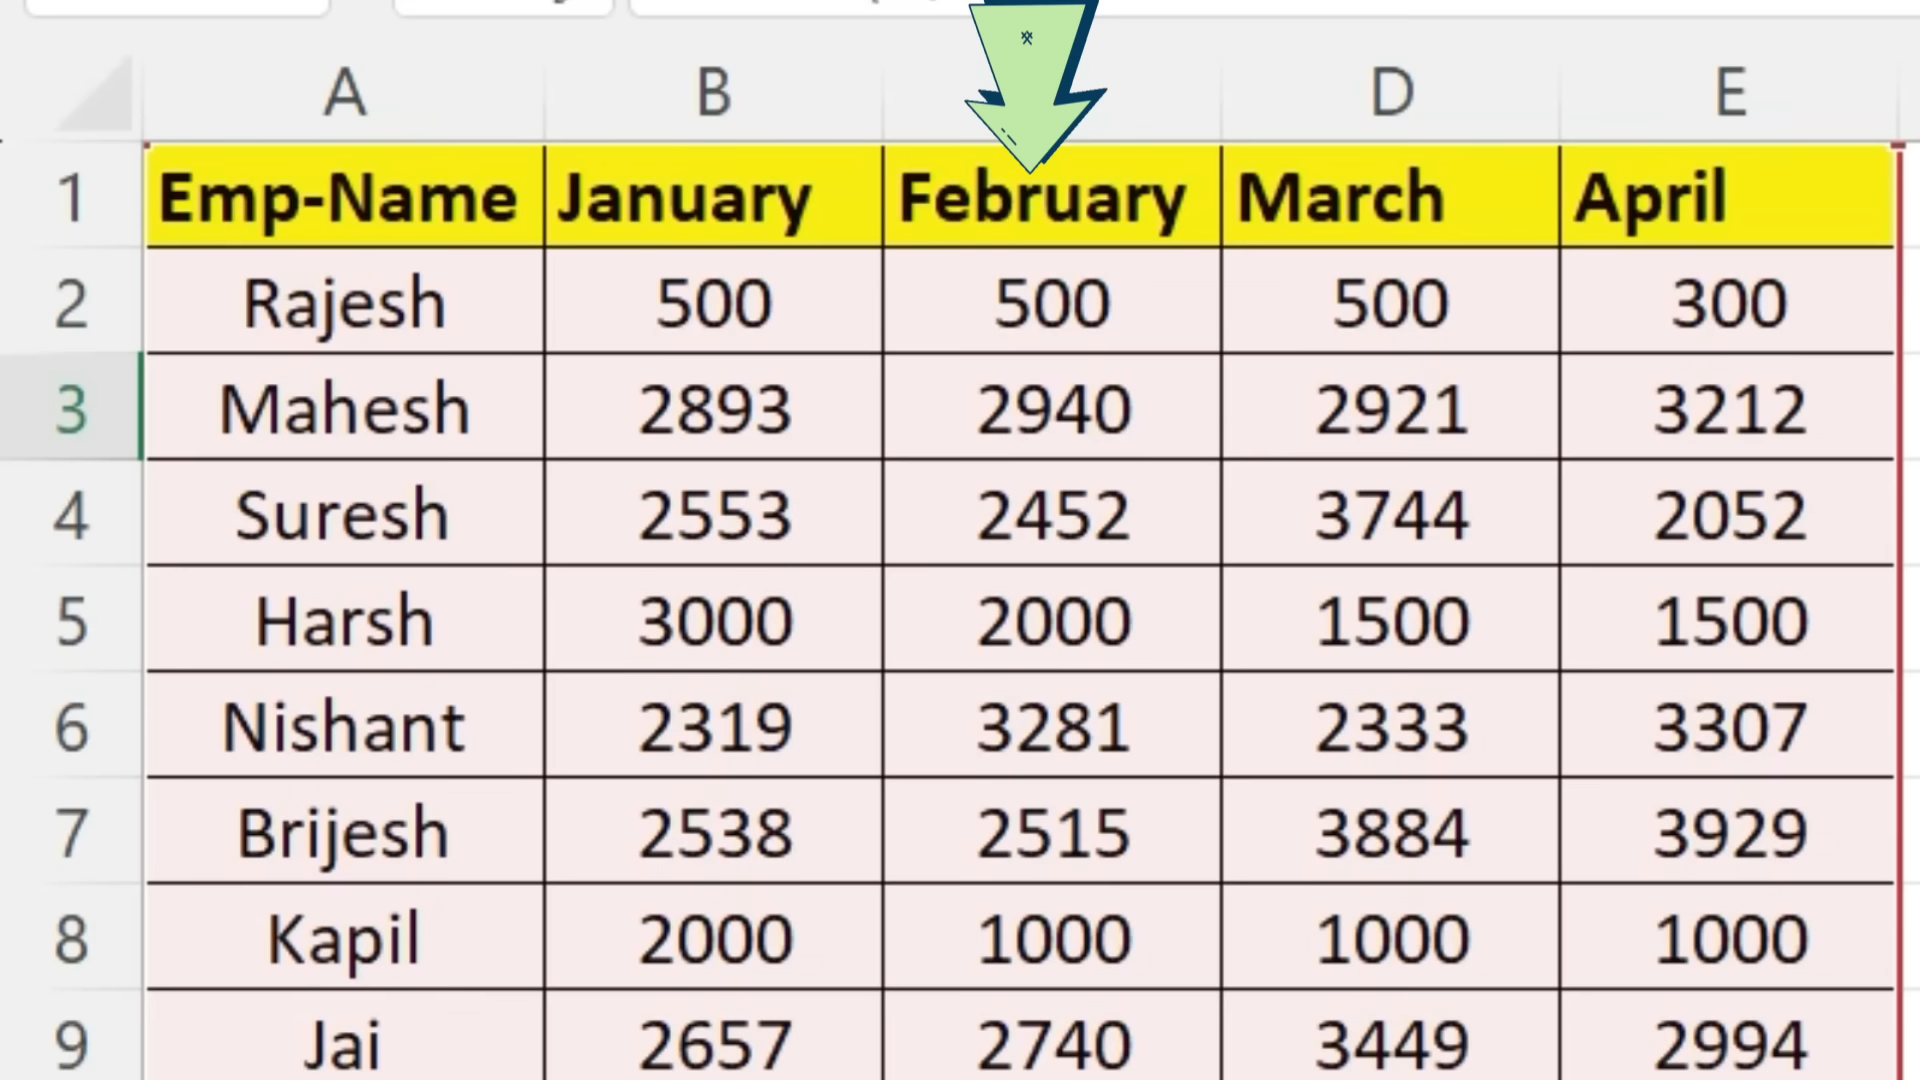 A B D E
1 Emp-Name January February March April
2 Rajesh 500 500 500 300
3 Mahesh 2893 2940 2921 3212
4 Suresh 2553 2452 3744 2052
5 Harsh 3000 2000 1500 1500
6 Nishant 2319 3281 2333 3307
7 Brijesh 2538 2515 3884 3929
8 Kapil 2000 1000 1000 1000
9 Jai 2657 2740 3449 2994